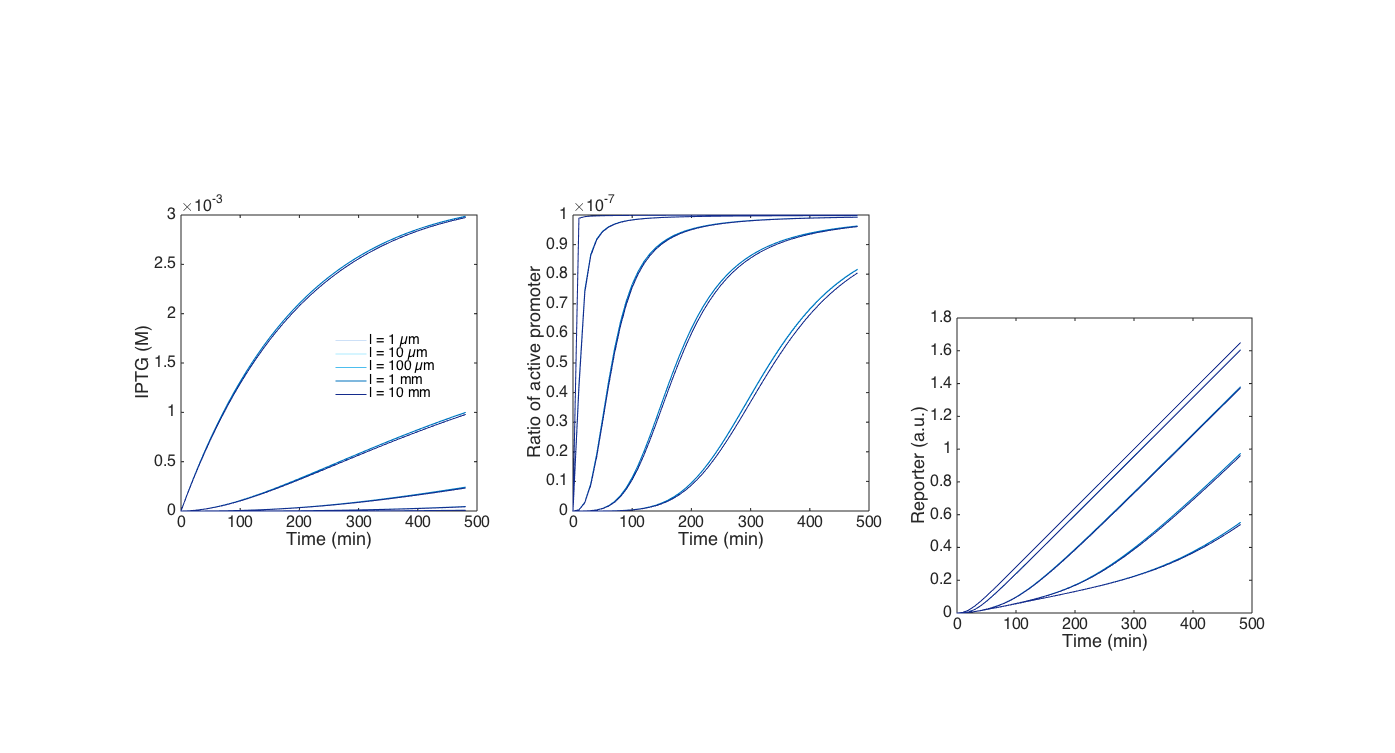 ×10⁻³
3
2.5
2
1.5
1
0.5
0
IPTG (M)
l = 1 µm
l = 10 µm
l = 100 µm
l = 1 mm
l = 10 mm
0 100 200 300 400 500
Time (min)
×10⁻⁷
1
0.9
0.8
0.7
0.6
0.5
0.4
0.3
0.2
0.1
0
Ratio of active promoter
0 100 200 300 400 500
Time (min)
1.8
1.6
1.4
1.2
1
0.8
0.6
0.4
0.2
0
Reporter (a.u.)
0 100 200 300 400 500
Time (min)